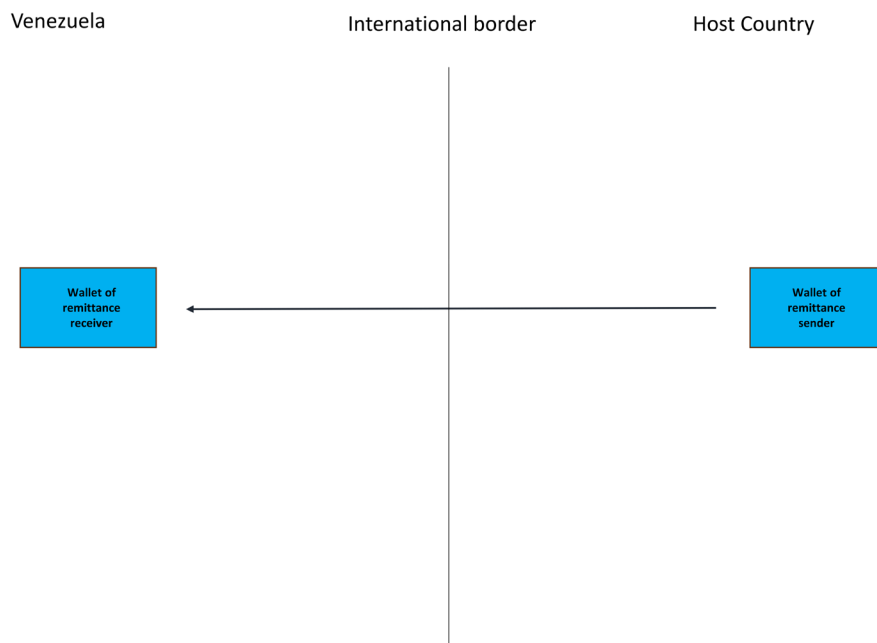 Venezuela
International border
Host Country
Wallet of
remittance
receiver
Wallet of
remittance
sender